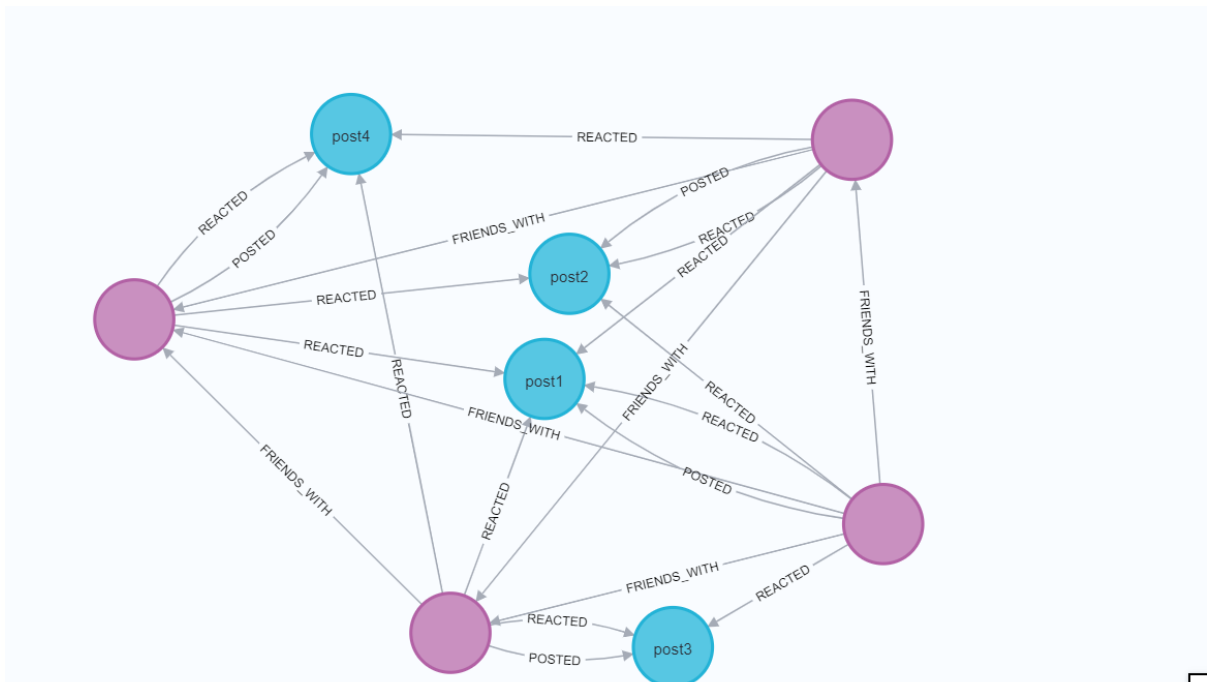 post4
REACTED
POSTED
REACTED
REACTED
FRIENDS_WITH
POSTED
REACTED
REACTED
post2
REACTED
FRIENDS_WITH
REACTED
post1
FRIENDS_WITH
REACTED
REACTED
REACTED
FRIENDS_WITH
POSTED
FRIENDS_WITH
REACTED
FRIENDS_WITH
REACTED
REACTED
POSTED
post3